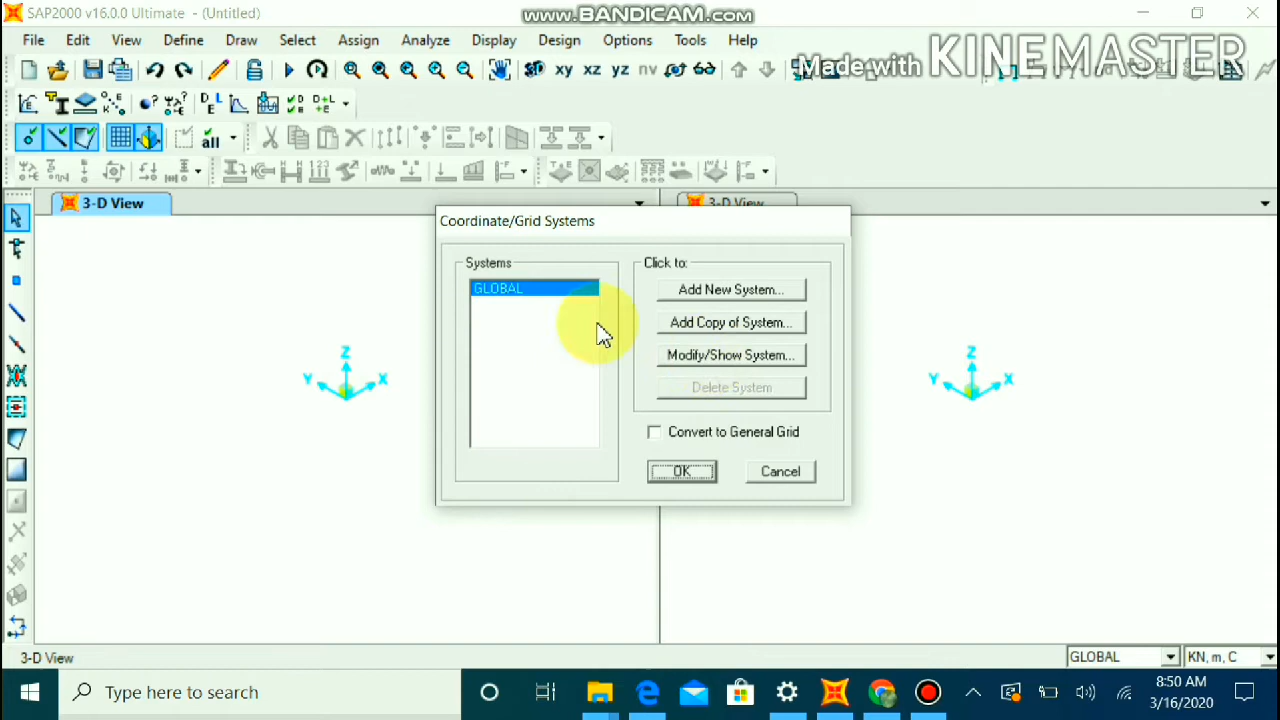 SAP2000 v16.0.0 Ultimate - (Untitled)
www.BANDICAM.com
File Edit View Define Draw Select Assign Analyze Display Design Options Tools Help
Made with KINEMASTER
xy xz yz nv
all
3-D View
3-D View
Coordinate/Grid Systems
Systems
Click to:
GLOBAL
Add New System...
Add Copy of System...
Modify/Show System...
Delete System
Convert to General Grid
OK Cancel
Z
Y X
Z
Y X
3-D View
GLOBAL
KN, m, C
Type here to search
8:50 AM
3/16/2020